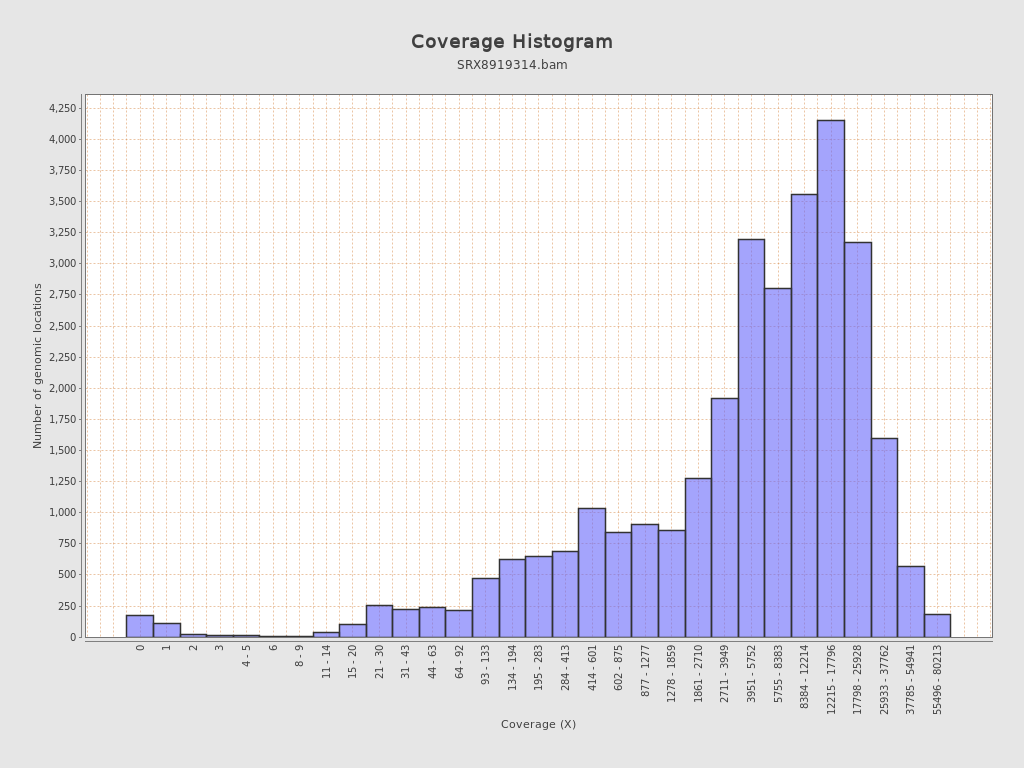 Coverage Histogram
SRX8919314.bam
Number of genomic locations
4,250
4,000
3,750
3,500
3,250
3,000
2,750
2,500
2,250
2,000
1,750
1,500
1,250
1,000
750
500
250
0
0
1
2
3
4 - 5
6
8 - 9
11 - 14
15 - 20
21 - 30
31 - 43
44 - 63
64 - 92
93 - 133
134 - 194
195 - 283
284 - 413
414 - 601
602 - 875
877 - 1277
1278 - 1859
1861 - 2710
2711 - 3949
3951 - 5752
5755 - 8383
8384 - 12214
12215 - 17796
17798 - 25928
25933 - 37762
37785 - 54941
55496 - 80213
Coverage (X)